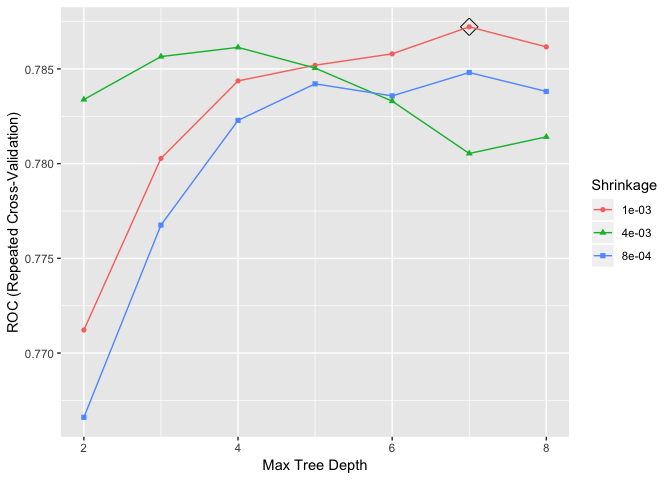 ROC (Repeated Cross-Validation)
0.785
0.780
0.775
0.770
2
4
6
8
Max Tree Depth
Shrinkage
1e-03
4e-03
8e-04